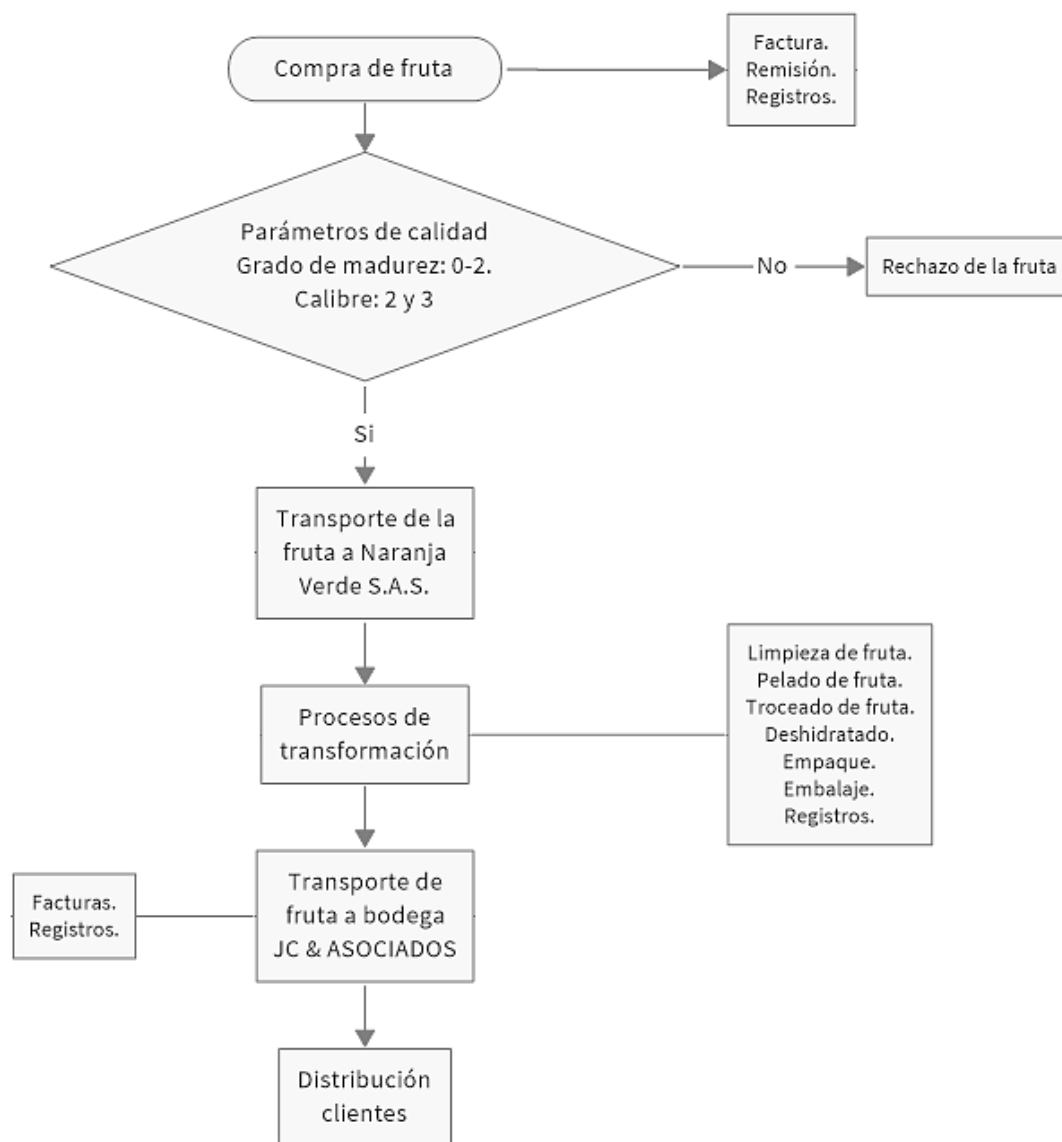 Compra de fruta
Factura.
Remisión.
Registros.
Parámetros de calidad
Grado de madurez: 0-2.
Calibre: 2 y 3
No
Rechazo de la fruta
Si
Transporte de la
fruta a Naranja
Verde S.A.S.
Procesos de
transformación
Limpieza de fruta.
Pelado de fruta.
Troceado de fruta.
Deshidratado.
Empaque.
Embalaje.
Registros.
Facturas.
Registros.
Transporte de
fruta a bodega
JC & ASOCIADOS
Distribución
clientes